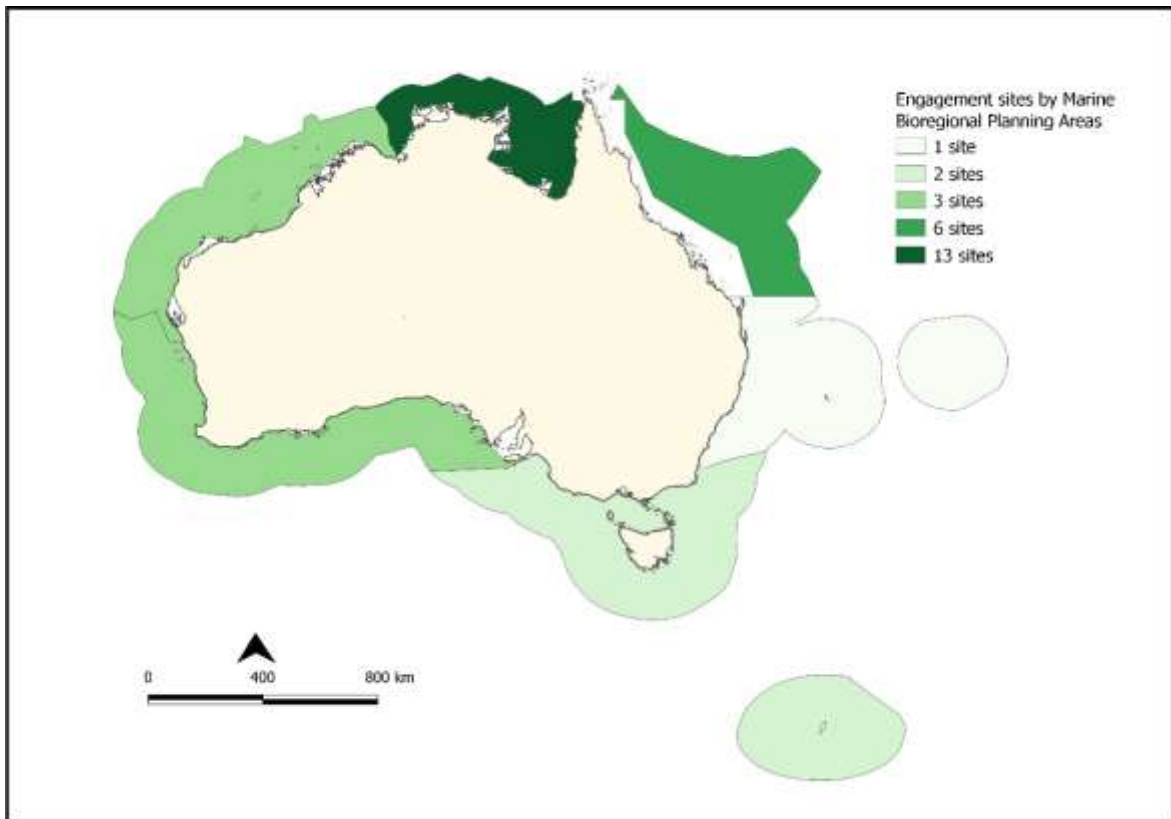 Engagement sites by Marine
Bioregional Planning Areas
1 site
2 sites
3 sites
6 sites
13 sites
0 400 800 km